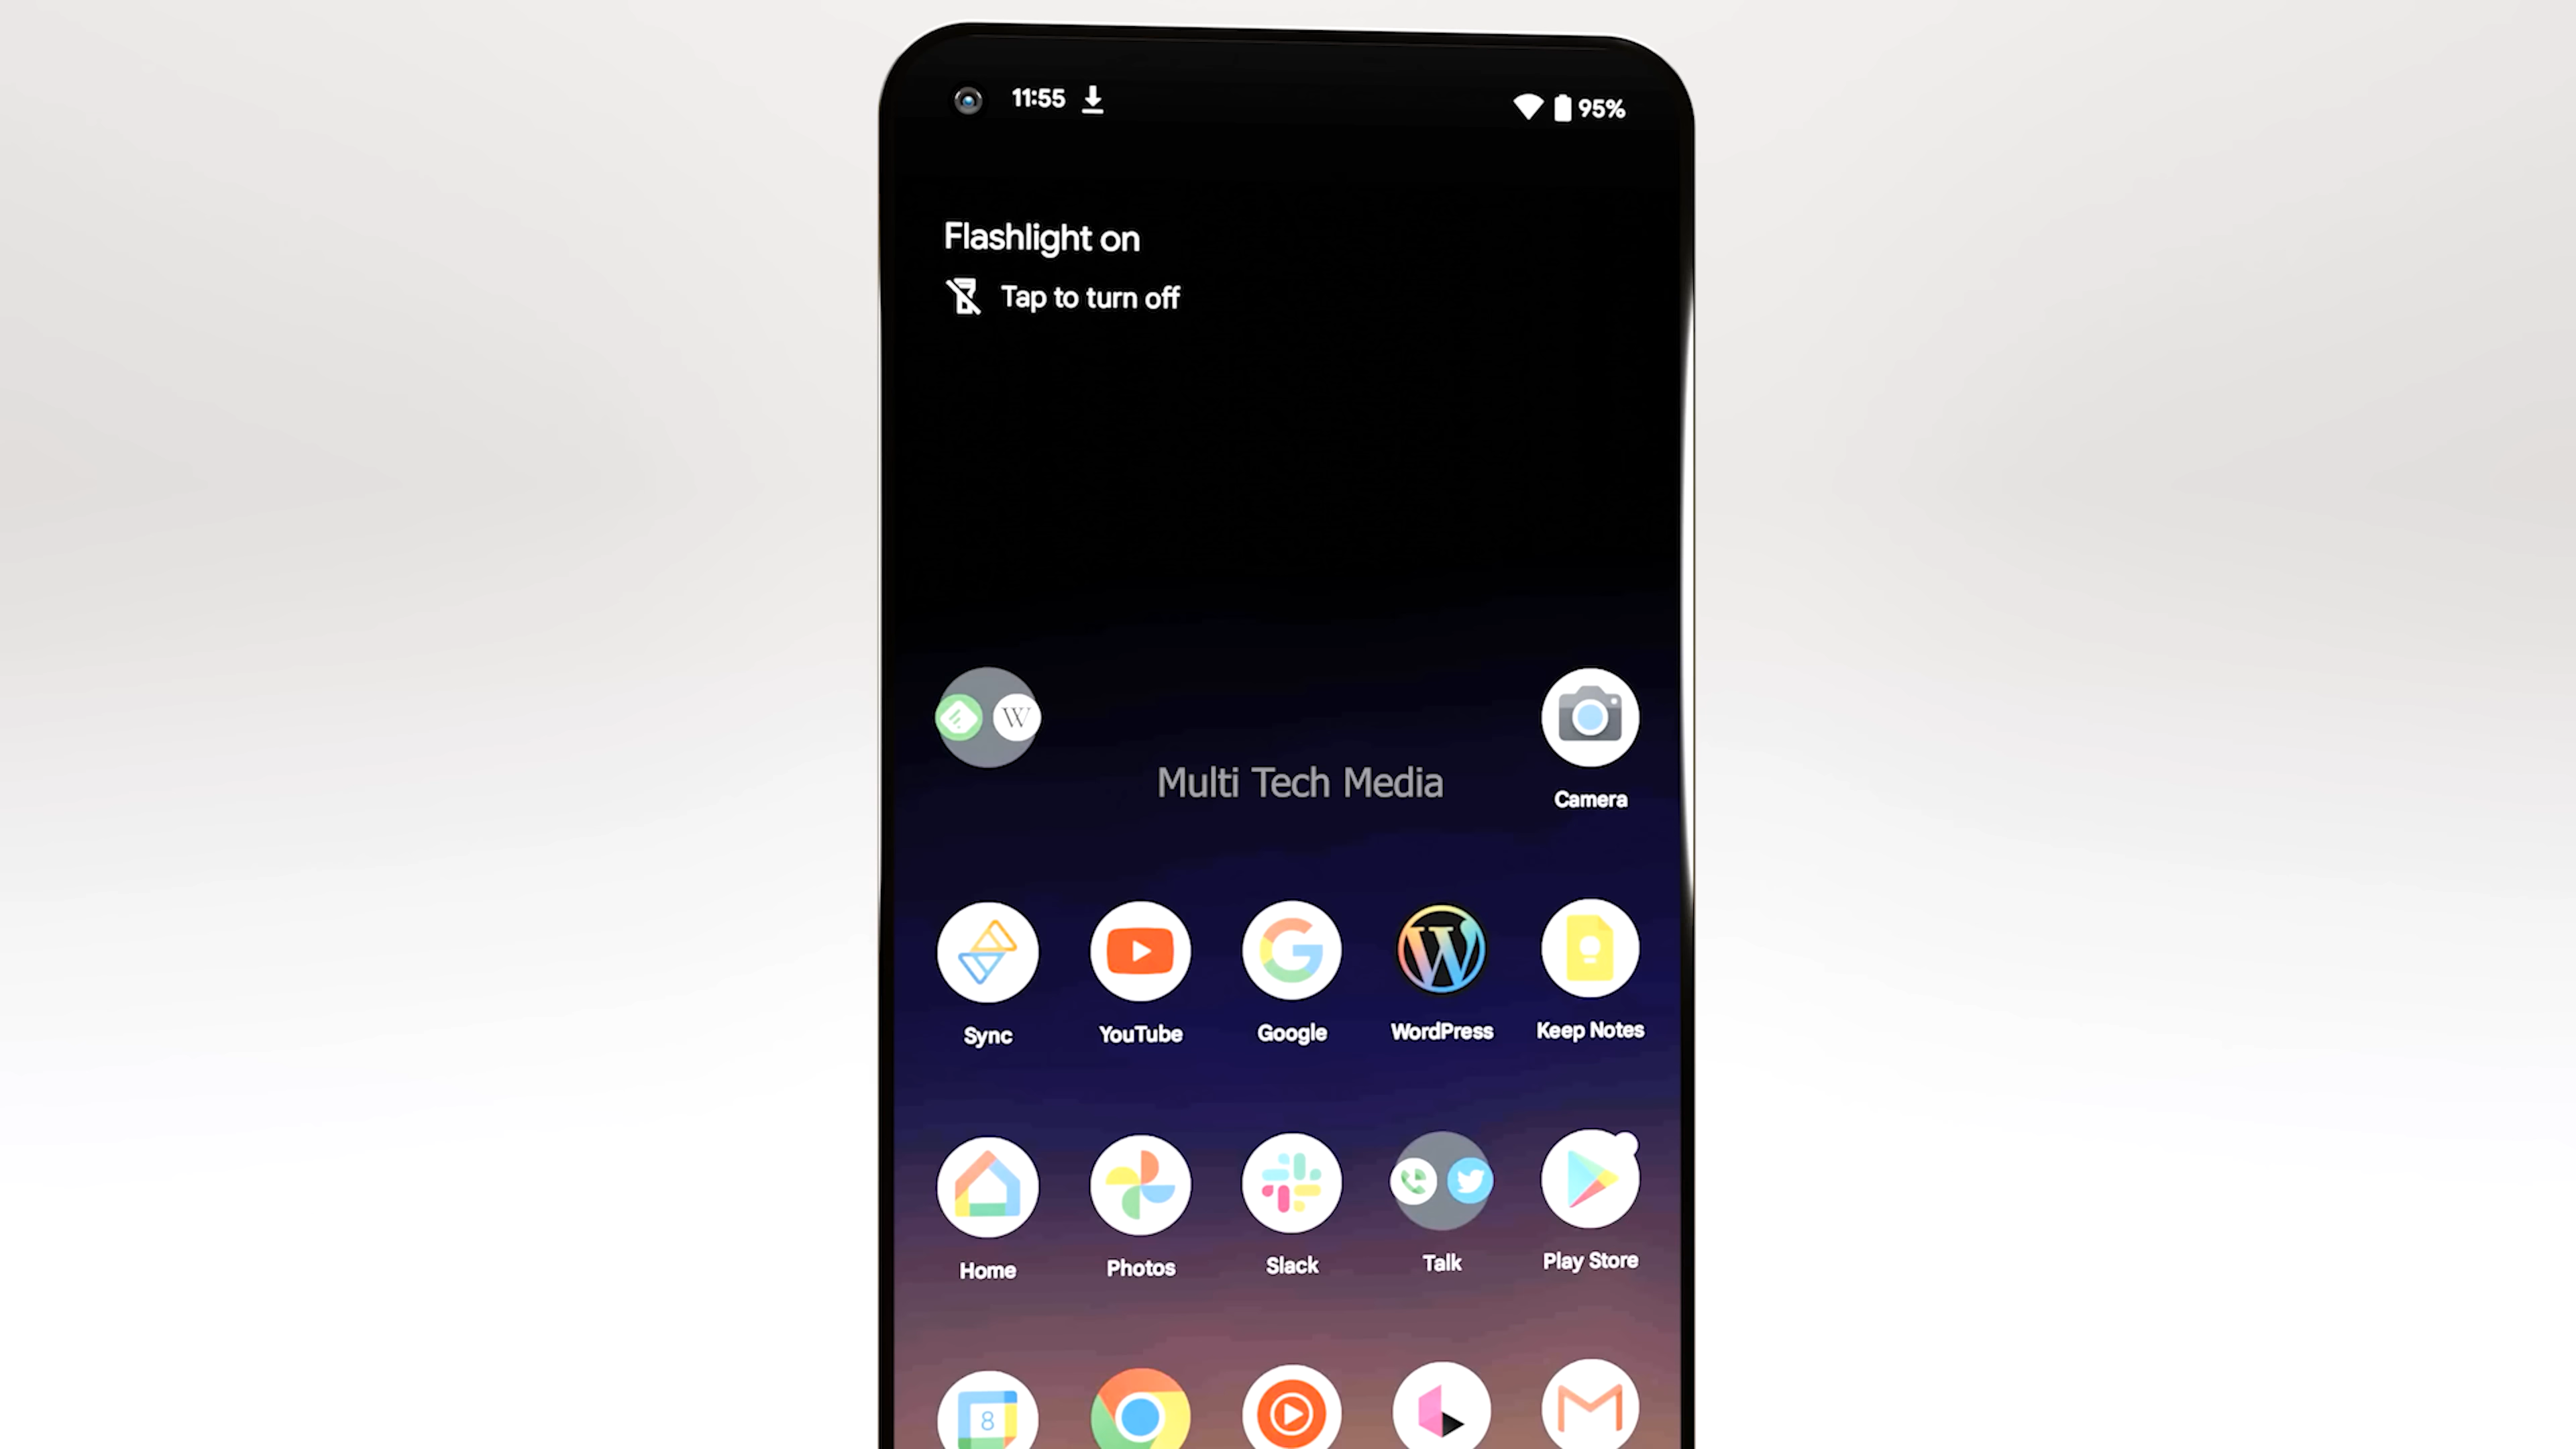 11:55
95%
Flashlight on
Tap to turn off
W
Multi Tech Media
Camera
W
Sync
YouTube
Google
WordPress
Keep Notes
Home
Photos
Slack
Talk
Play Store
8